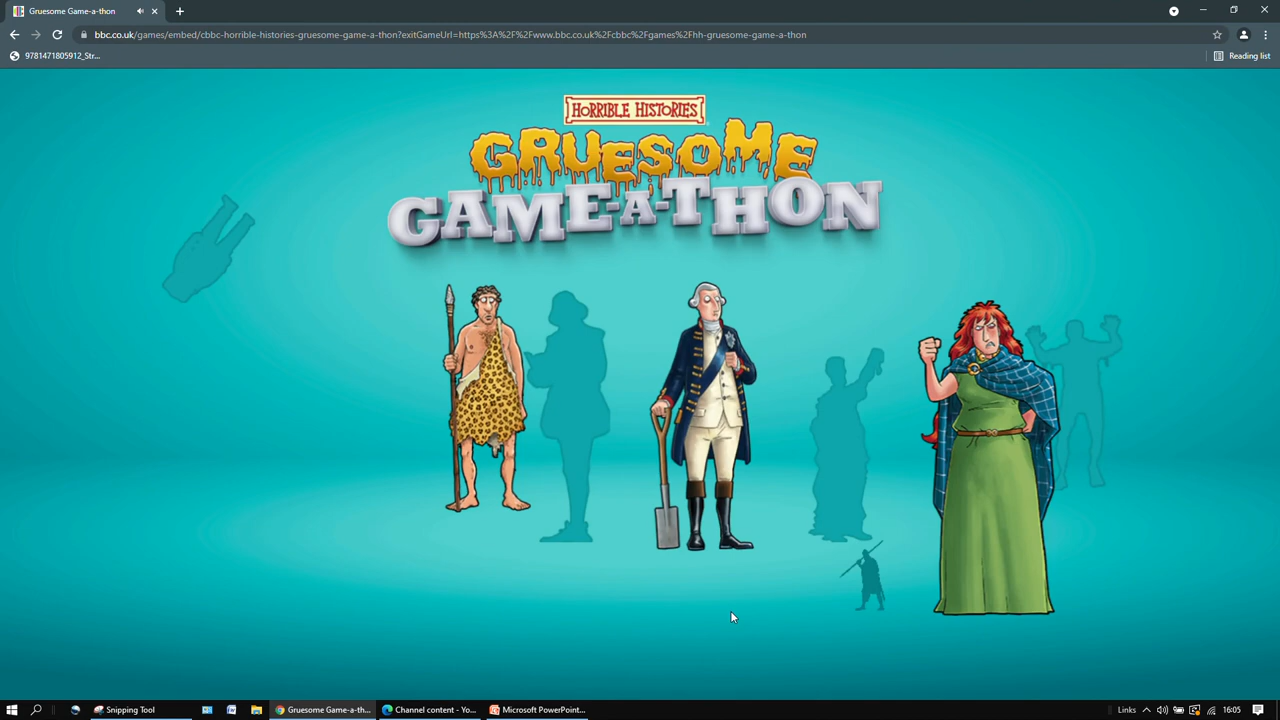 Gruesome Game-a-thon
bbc.co.uk/games/embed/cbbc-horrible-histories-gruesome-game-a-thon?exitGameUrl=https%3A%2F%2Fwww.bbc.co.uk%2Fcbbc%2Fgames%2Fhh-gruesome-game-a-thon
9781471805912_Str...
Reading list
HORRIBLE HISTORIES
GRUESOME
GAME-A-THON
Snipping Tool
Gruesome Game-a-th...
Channel content - Yo...
Microsoft PowerPoint...
Links
16:05